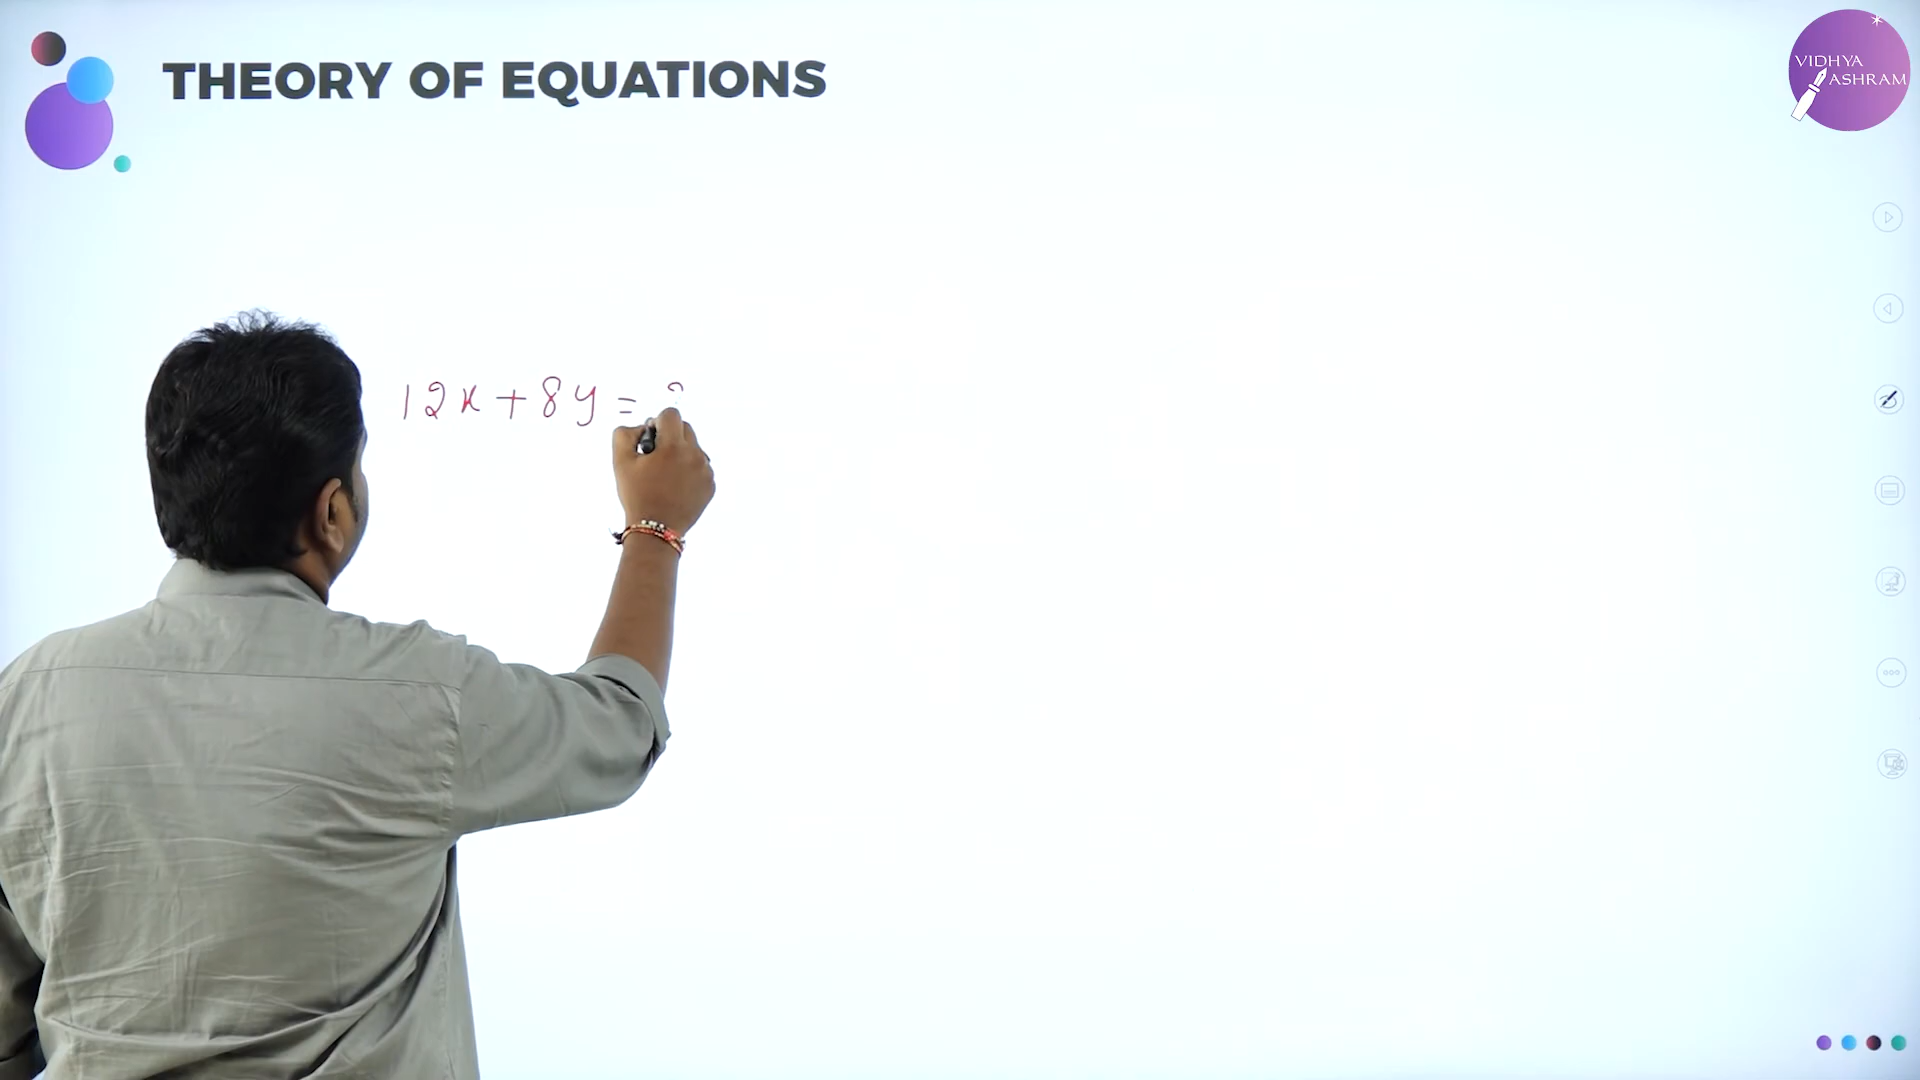 THEORY OF EQUATIONS
VIDHYA
ASHRAM
12x + 8y =